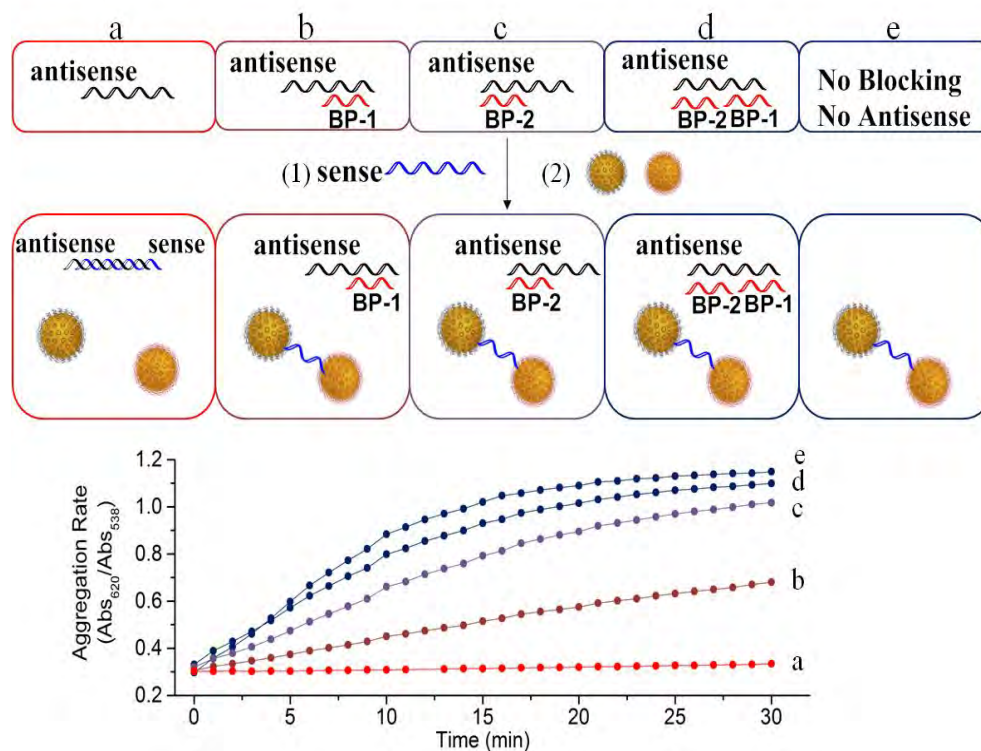 a b c d e
antisense
antisense
BP-1
antisense
BP-2
antisense
BP-2 BP-1
No Blocking
No Antisense
(1) sense (2)
antisense sense
antisense
BP-1
antisense
BP-2
antisense
BP-2 BP-1
Aggregation Rate
(Abs620/Abs538)
1.2
1.0
0.8
0.6
0.4
0.2
e
d
c
b
a
0 5 10 15 20 25 30
Time (min)